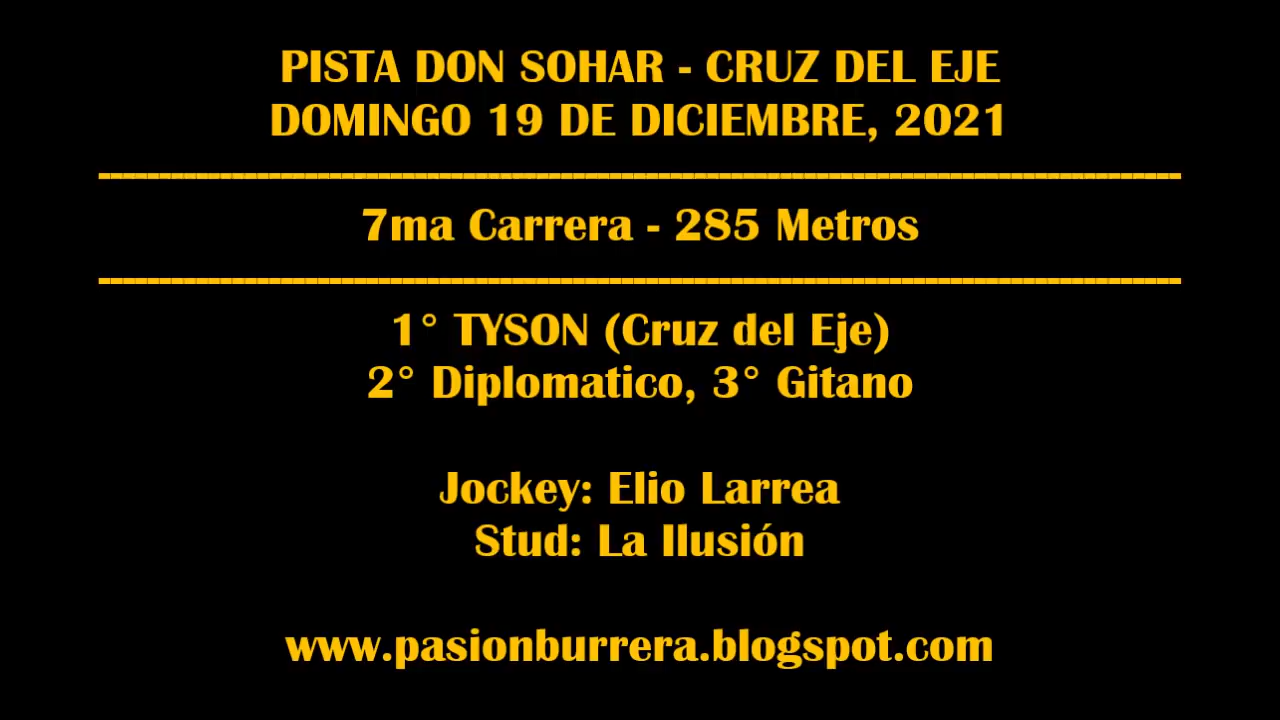 PISTA DON SOHAR - CRUZ DEL EJE
DOMINGO 19 DE DICIEMBRE, 2021
7ma Carrera - 285 Metros
1° TYSON (Cruz del Eje)
2° Diplomatico, 3° Gitano
Jockey: Elio Larrea
Stud: La Ilusión
www.pasionburrera.blogspot.com